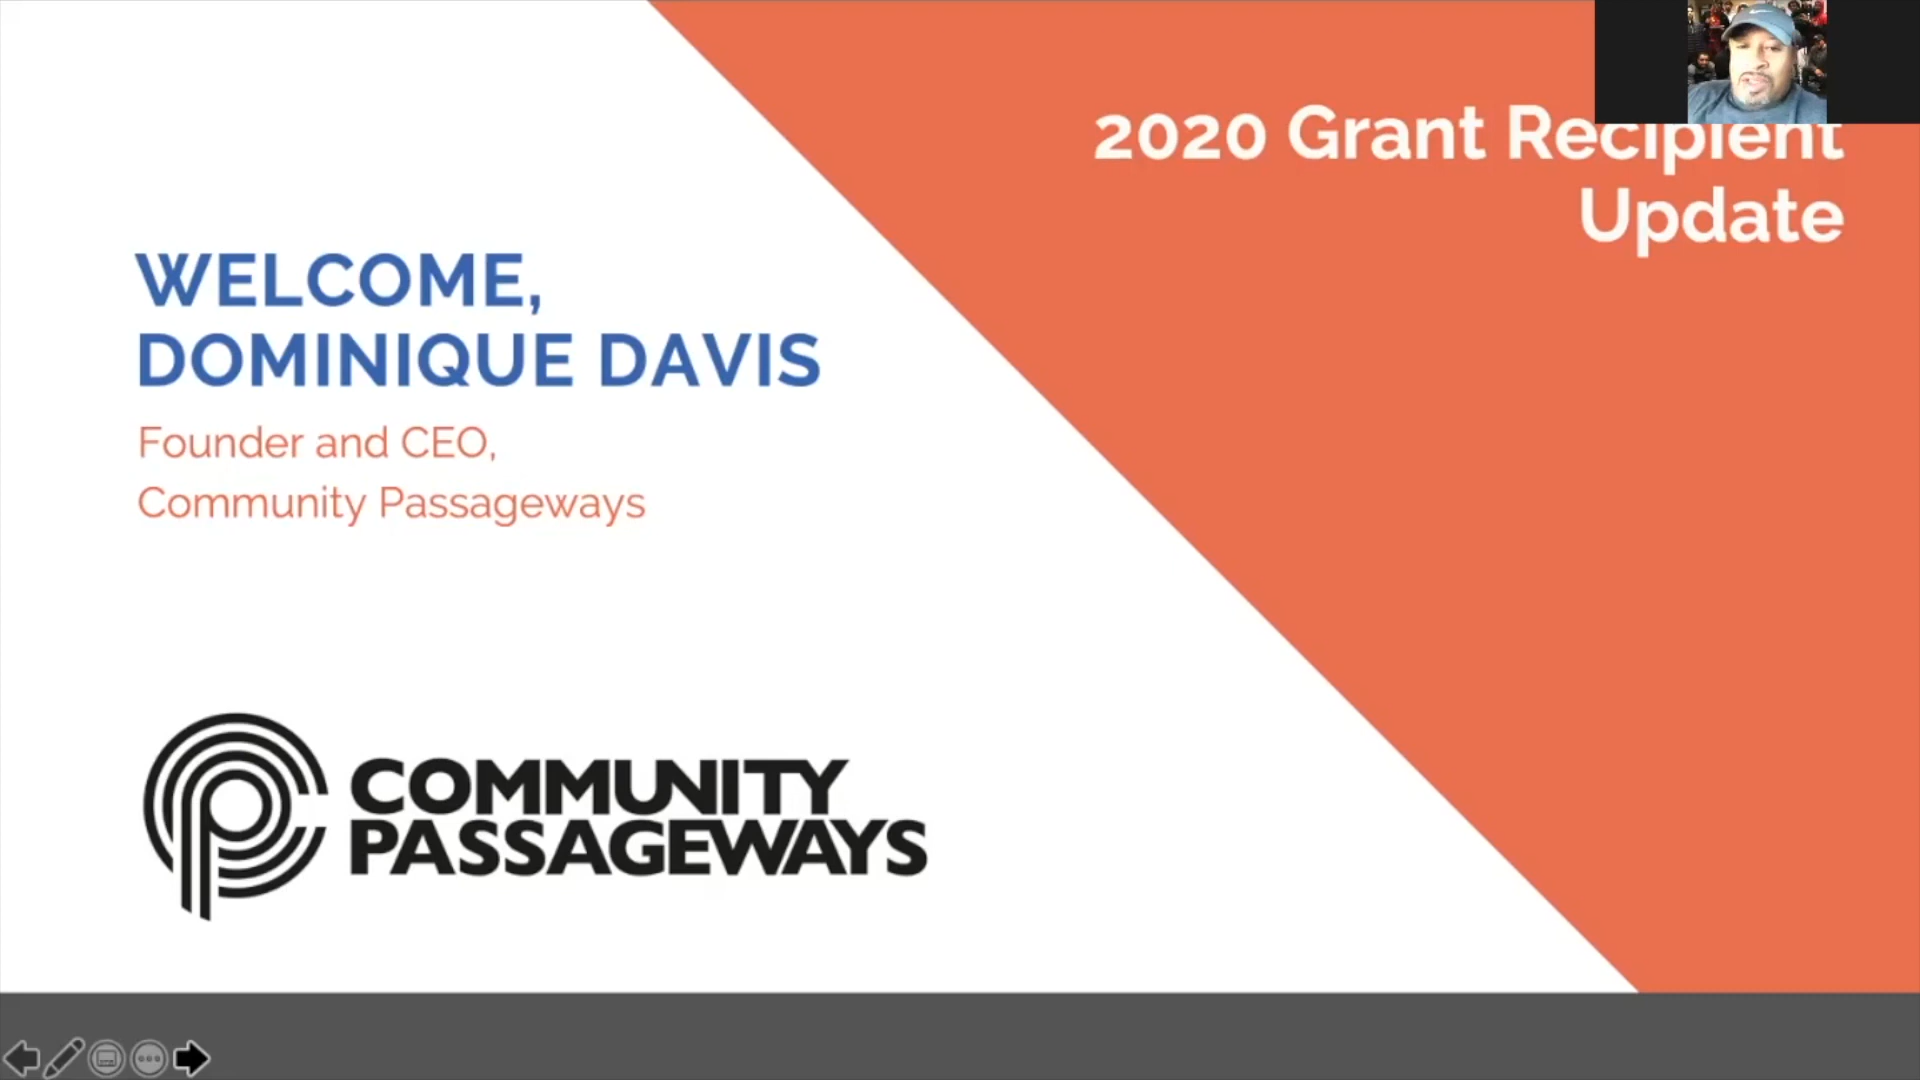 2020 Grant Recipient
Update
WELCOME,
DOMINIQUE DAVIS
Founder and CEO,
Community Passageways
COMMUNITY
PASSAGEWAYS